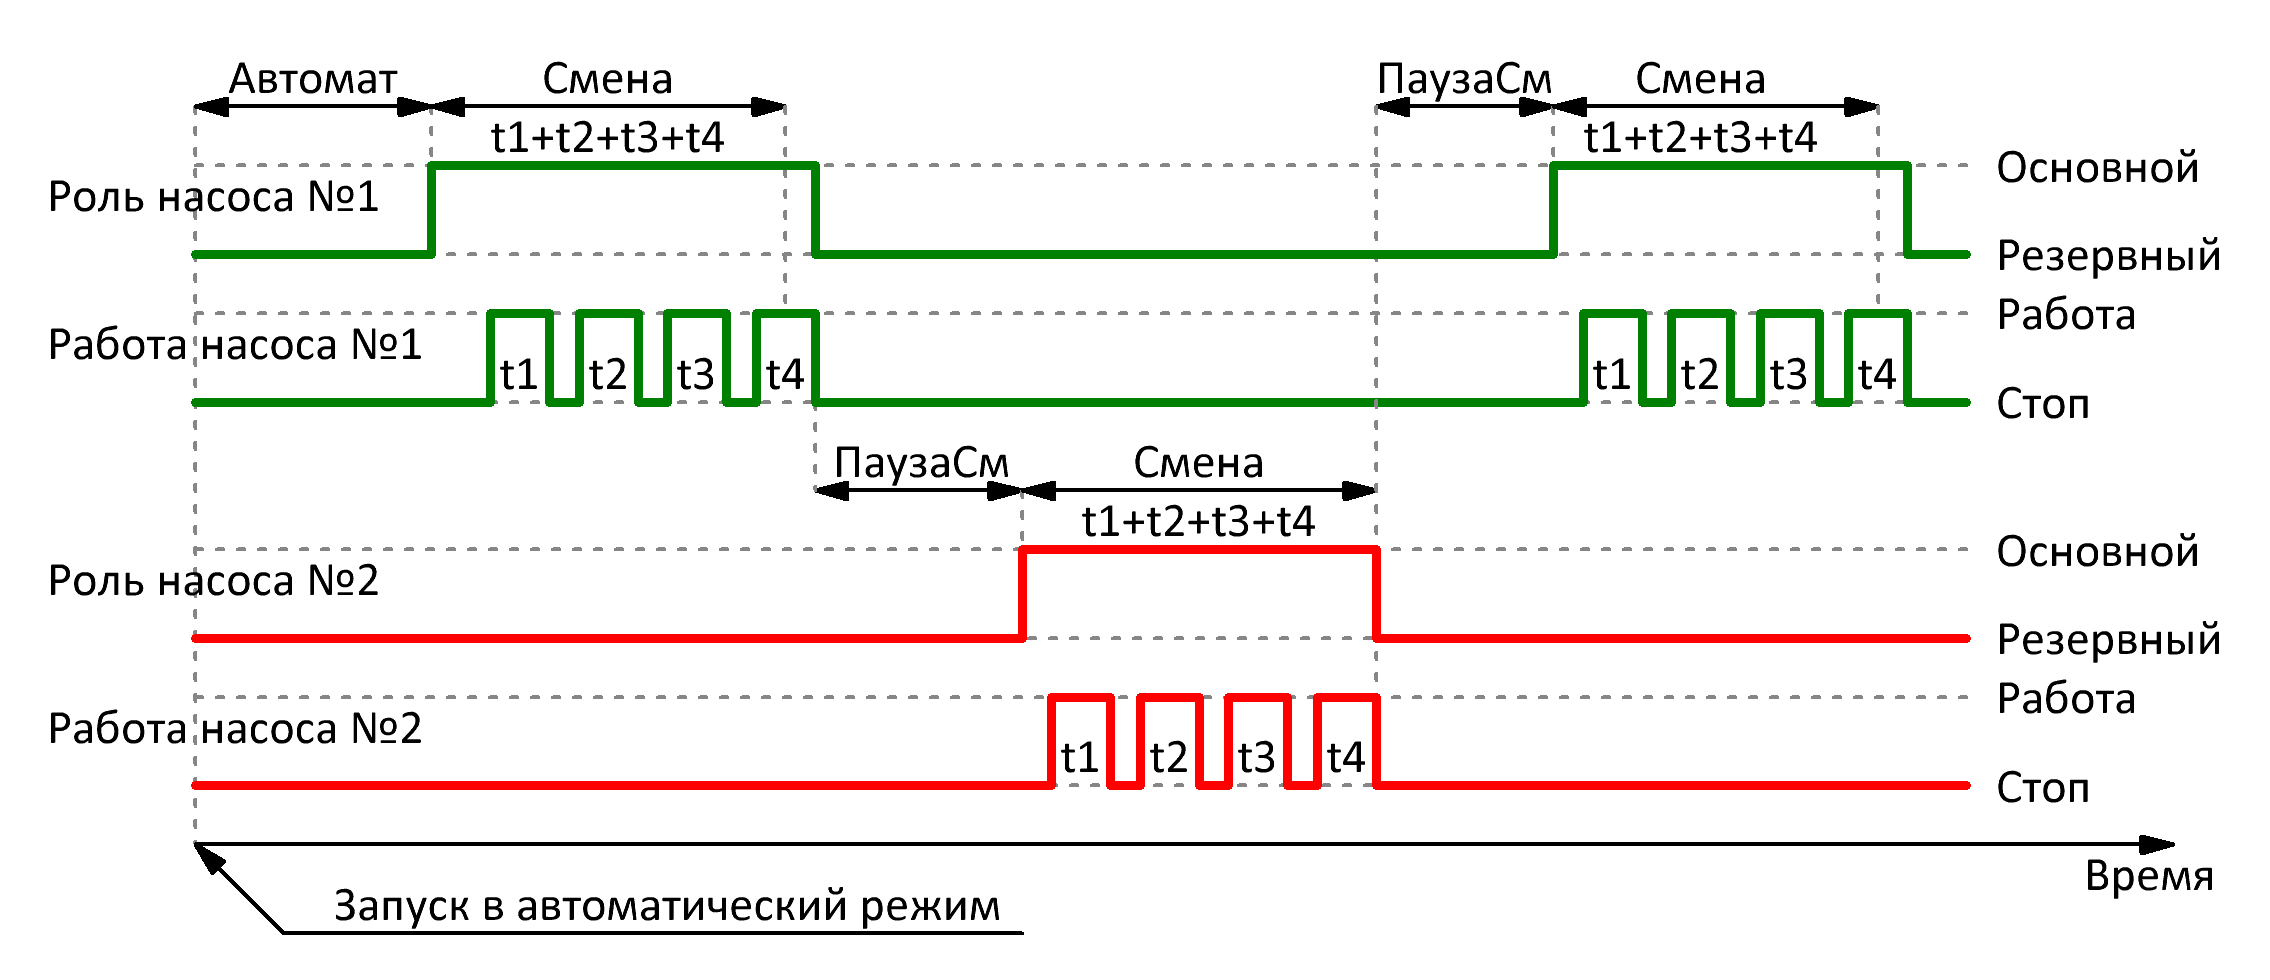 Автомат
Смена
ПаузаСм
Смена
t1+t2+t3+t4
t1+t2+t3+t4
Основной
Роль насоса №1
Резервный
Работа
Работа насоса №1
t1 t2 t3 t4
t1 t2 t3 t4
Стоп
ПаузаСм
Смена
t1+t2+t3+t4
Основной
Роль насоса №2
Резервный
Работа
Работа насоса №2
t1 t2 t3 t4
Стоп
Время
Запуск в автоматический режим